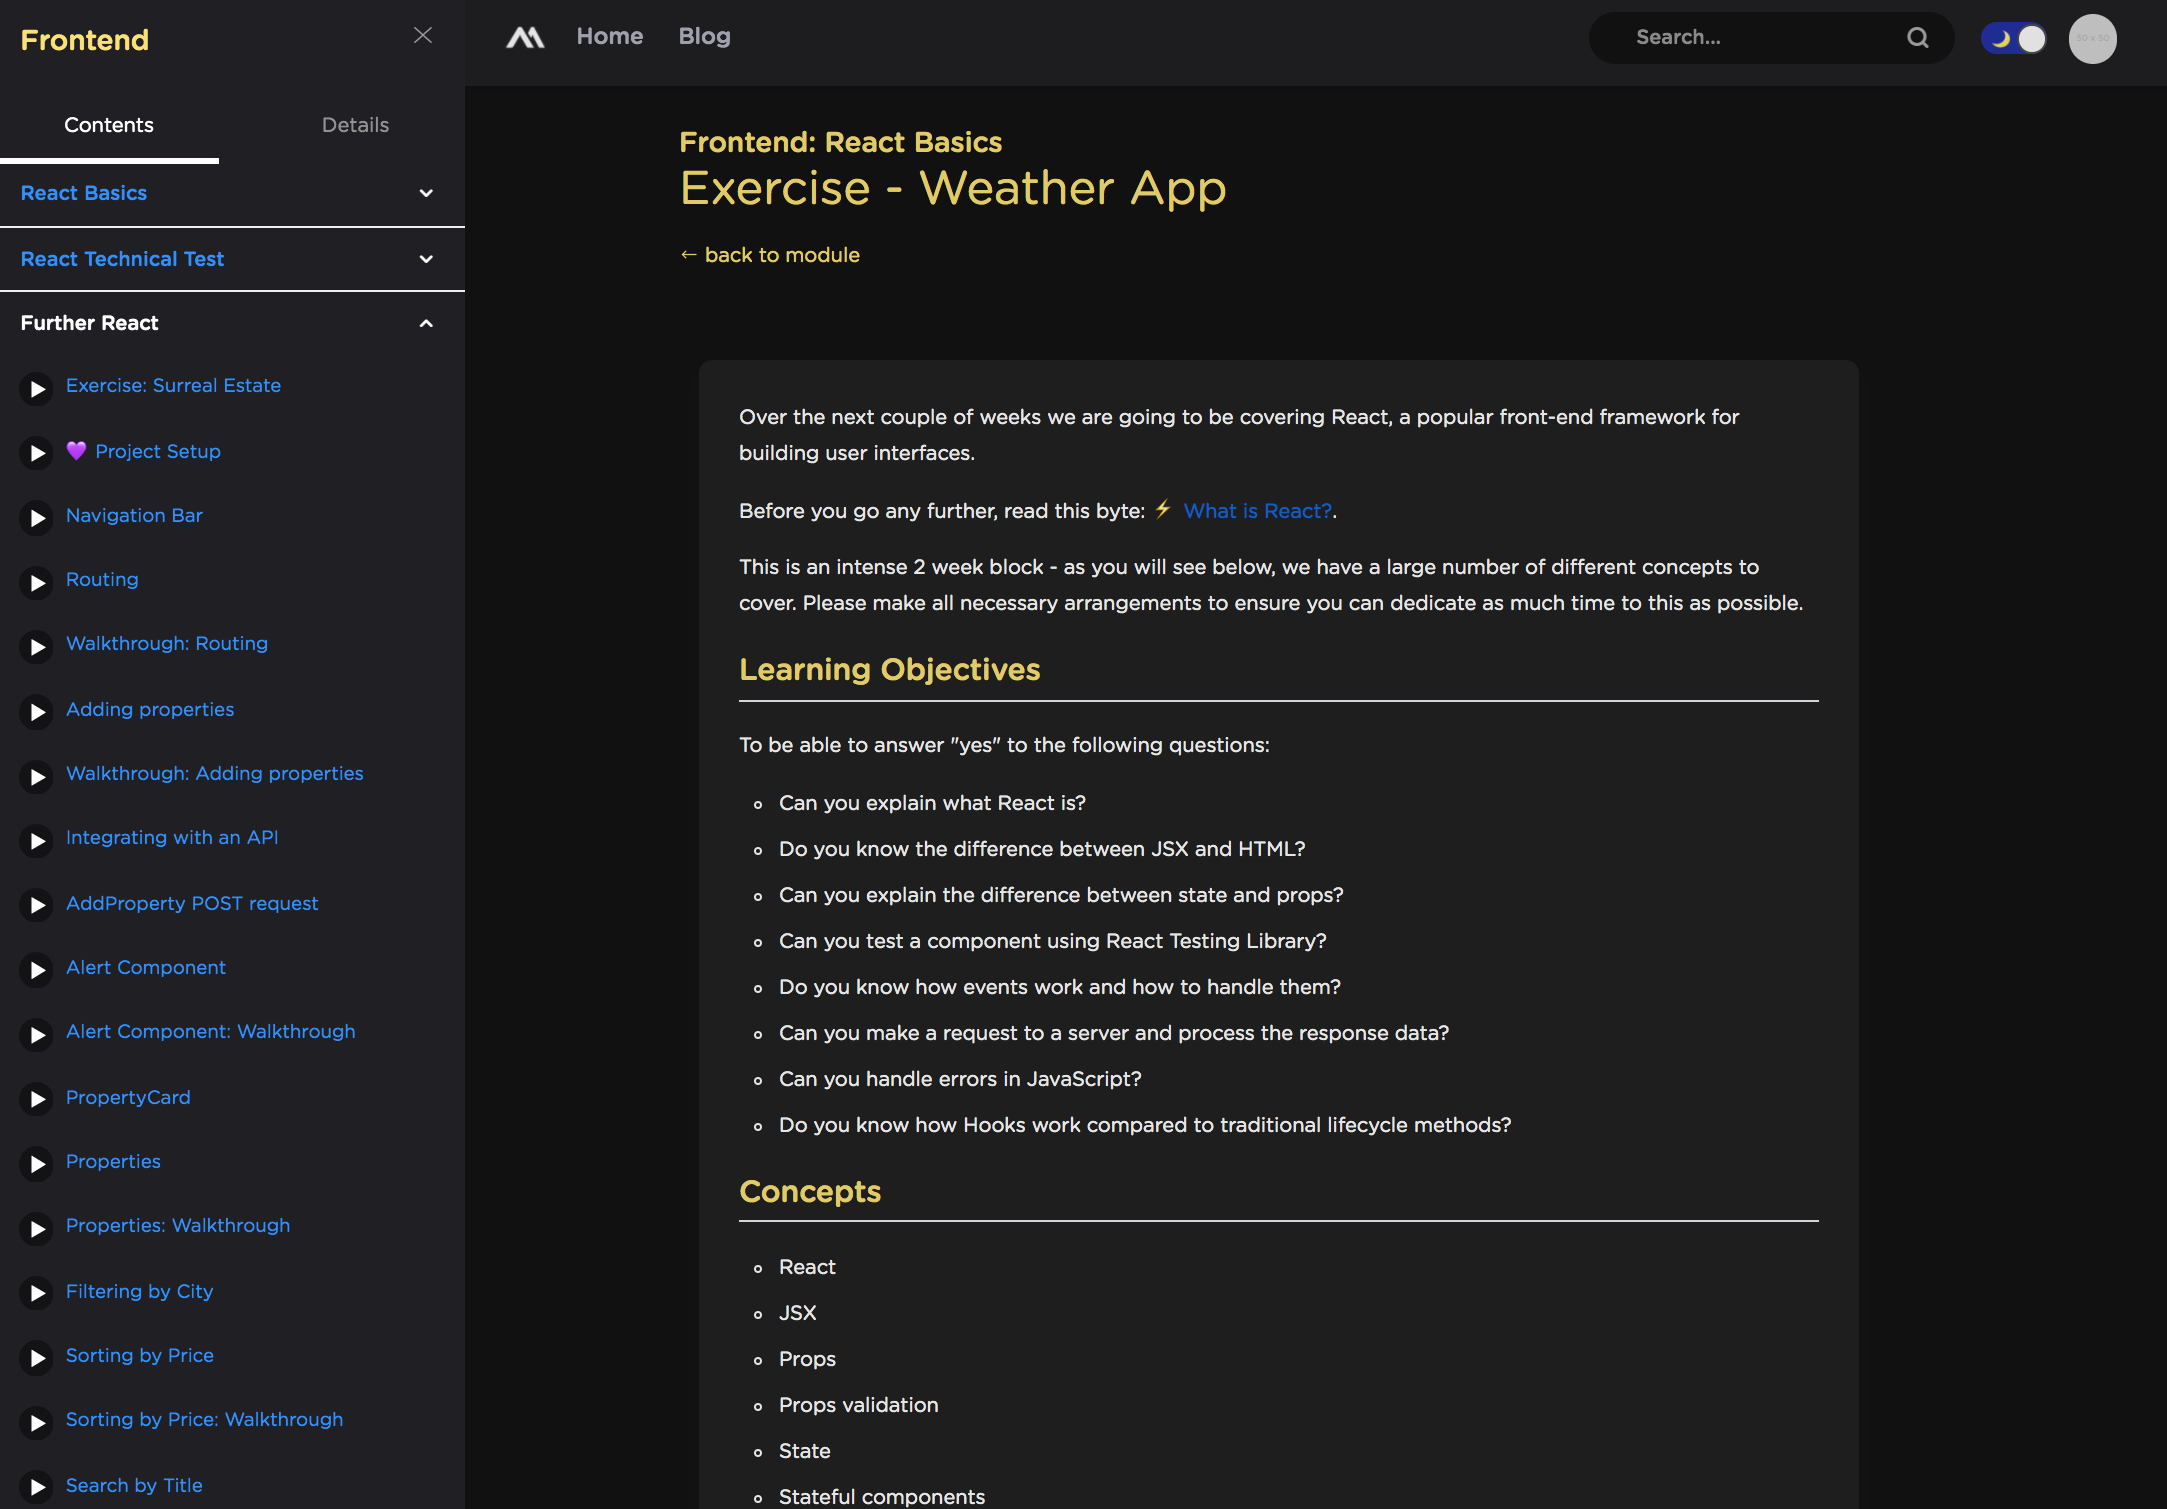 Frontend
Contents
Details
React Basics
React Technical Test
Further React
Exercise: Surreal Estate
💜 Project Setup
Navigation Bar
Routing
Walkthrough: Routing
Adding properties
Walkthrough: Adding properties
Integrating with an API
AddProperty POST request
Alert Component
Alert Component: Walkthrough
PropertyCard
Properties
Properties: Walkthrough
Filtering by City
Sorting by Price
Sorting by Price: Walkthrough
Search by Title
Home
Blog
Search...
50 x 50
Frontend: React Basics
Exercise - Weather App
← back to module
Over the next couple of weeks we are going to be covering React, a popular front-end framework for
building user interfaces.
Before you go any further, read this byte: ⚡ What is React?.
This is an intense 2 week block - as you will see below, we have a large number of different concepts to
cover. Please make all necessary arrangements to ensure you can dedicate as much time to this as possible.
Learning Objectives
To be able to answer "yes" to the following questions:
Can you explain what React is?
Do you know the difference between JSX and HTML?
Can you explain the difference between state and props?
Can you test a component using React Testing Library?
Do you know how events work and how to handle them?
Can you make a request to a server and process the response data?
Can you handle errors in JavaScript?
Do you know how Hooks work compared to traditional lifecycle methods?
Concepts
React
JSX
Props
Props validation
State
Stateful components